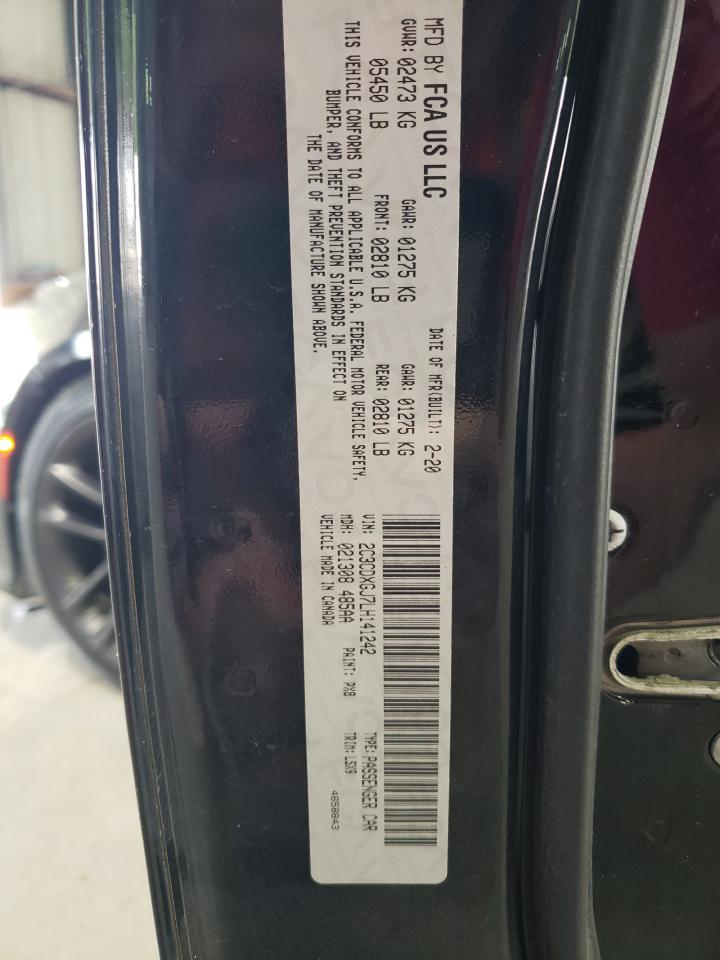 MFD BY FCA US LLC
DATE OF MFR(BUILT): 2-20
GVWR: 02473 KG GAWR: 01275 KG GAWR: 01275 KG
05450 LB FRONT: 02810 LB REAR: 02810 LB
THIS VEHICLE CONFORMS TO ALL APPLICABLE U.S.A. FEDERAL MOTOR VEHICLE SAFETY,
BUMPER, AND THEFT PREVENTION STANDARDS IN EFFECT ON
THE DATE OF MANUFACTURE SHOWN ABOVE.
VIN: 2C3CDXGJ7LH141242 TYPE: PASSENGER CAR
MDH: 021308 485AA PAINT: PX8 TRIM: LSX9
VEHICLE MADE IN CANADA 4658843